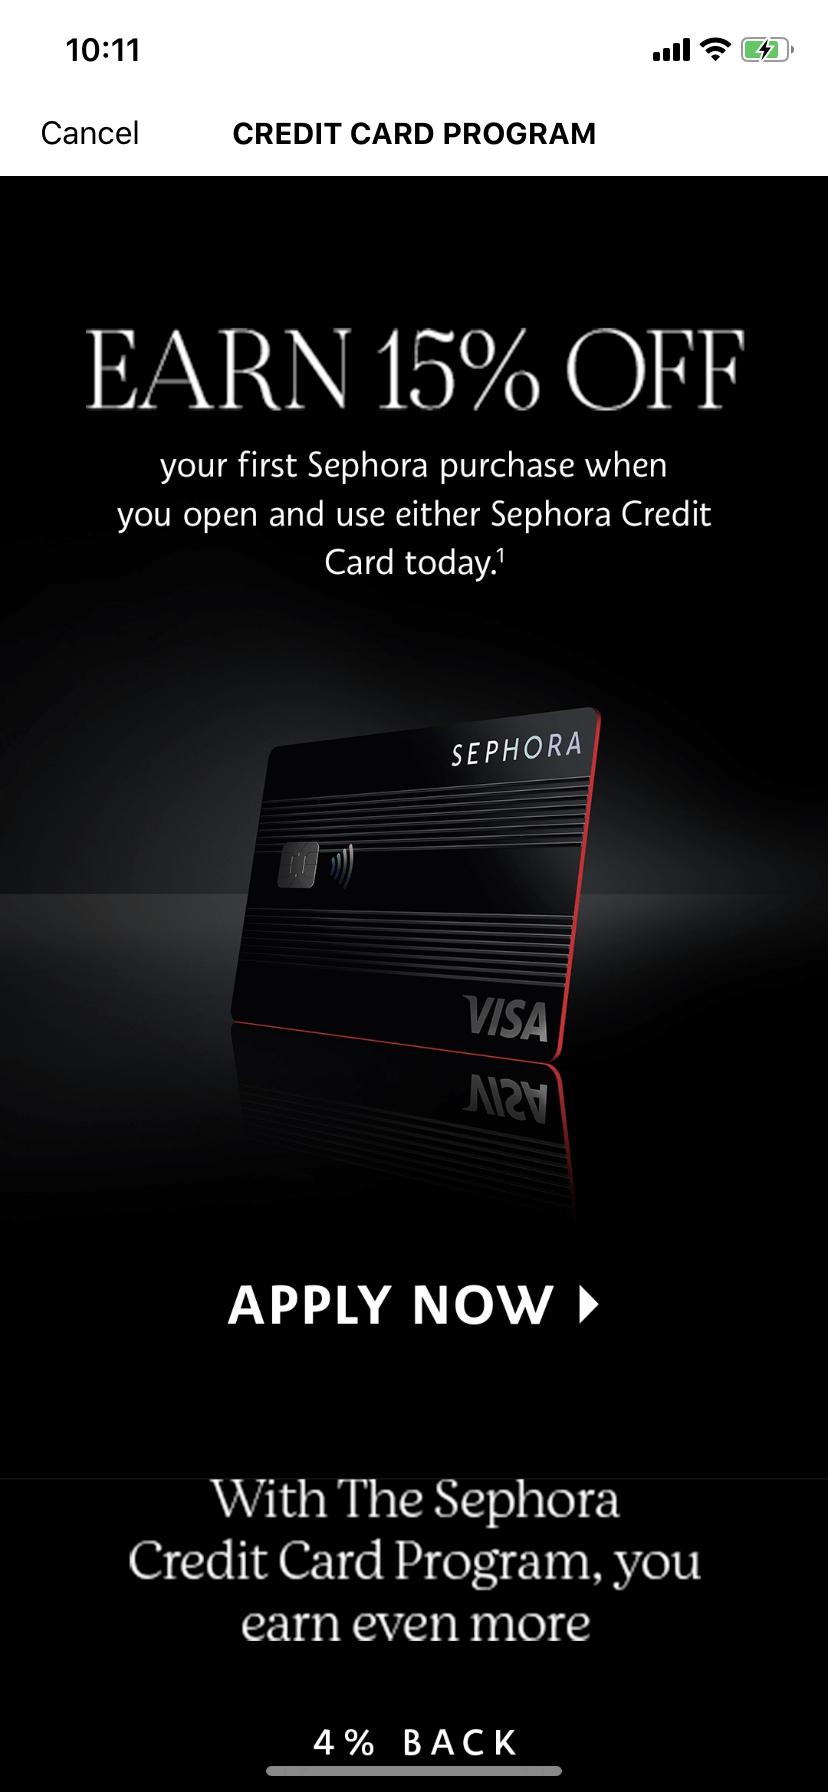 10:11
Cancel CREDIT CARD PROGRAM
EARN 15% OFF
your first Sephora purchase when
you open and use either Sephora Credit
Card today.¹
SEPHORA
VISA
APPLY NOW
With The Sephora
Credit Card Program, you
earn even more
4% BACK